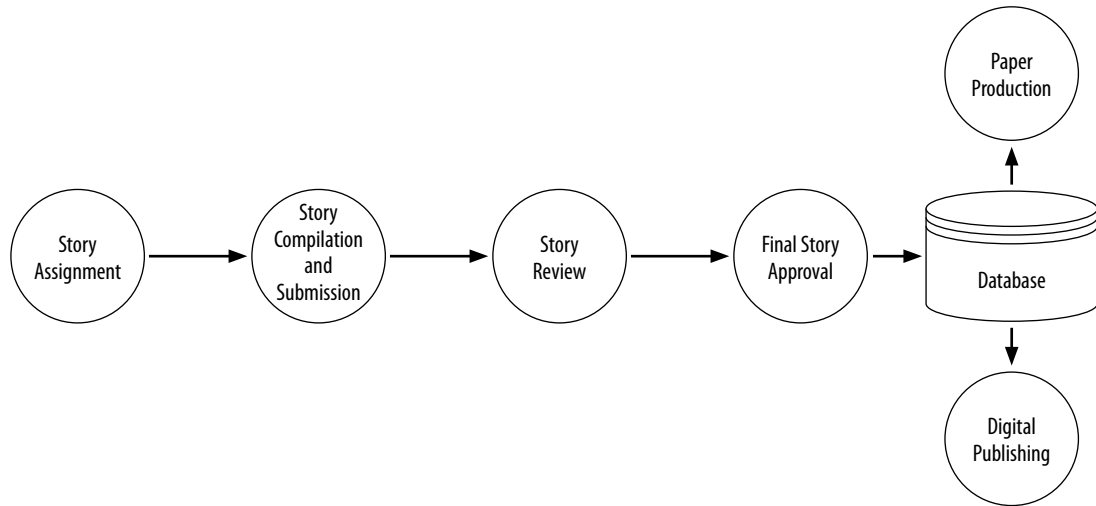 Story
Assignment
Story
Compilation
and
Submission
Story
Review
Final Story
Approval
Database
Paper
Production
Digital
Publishing